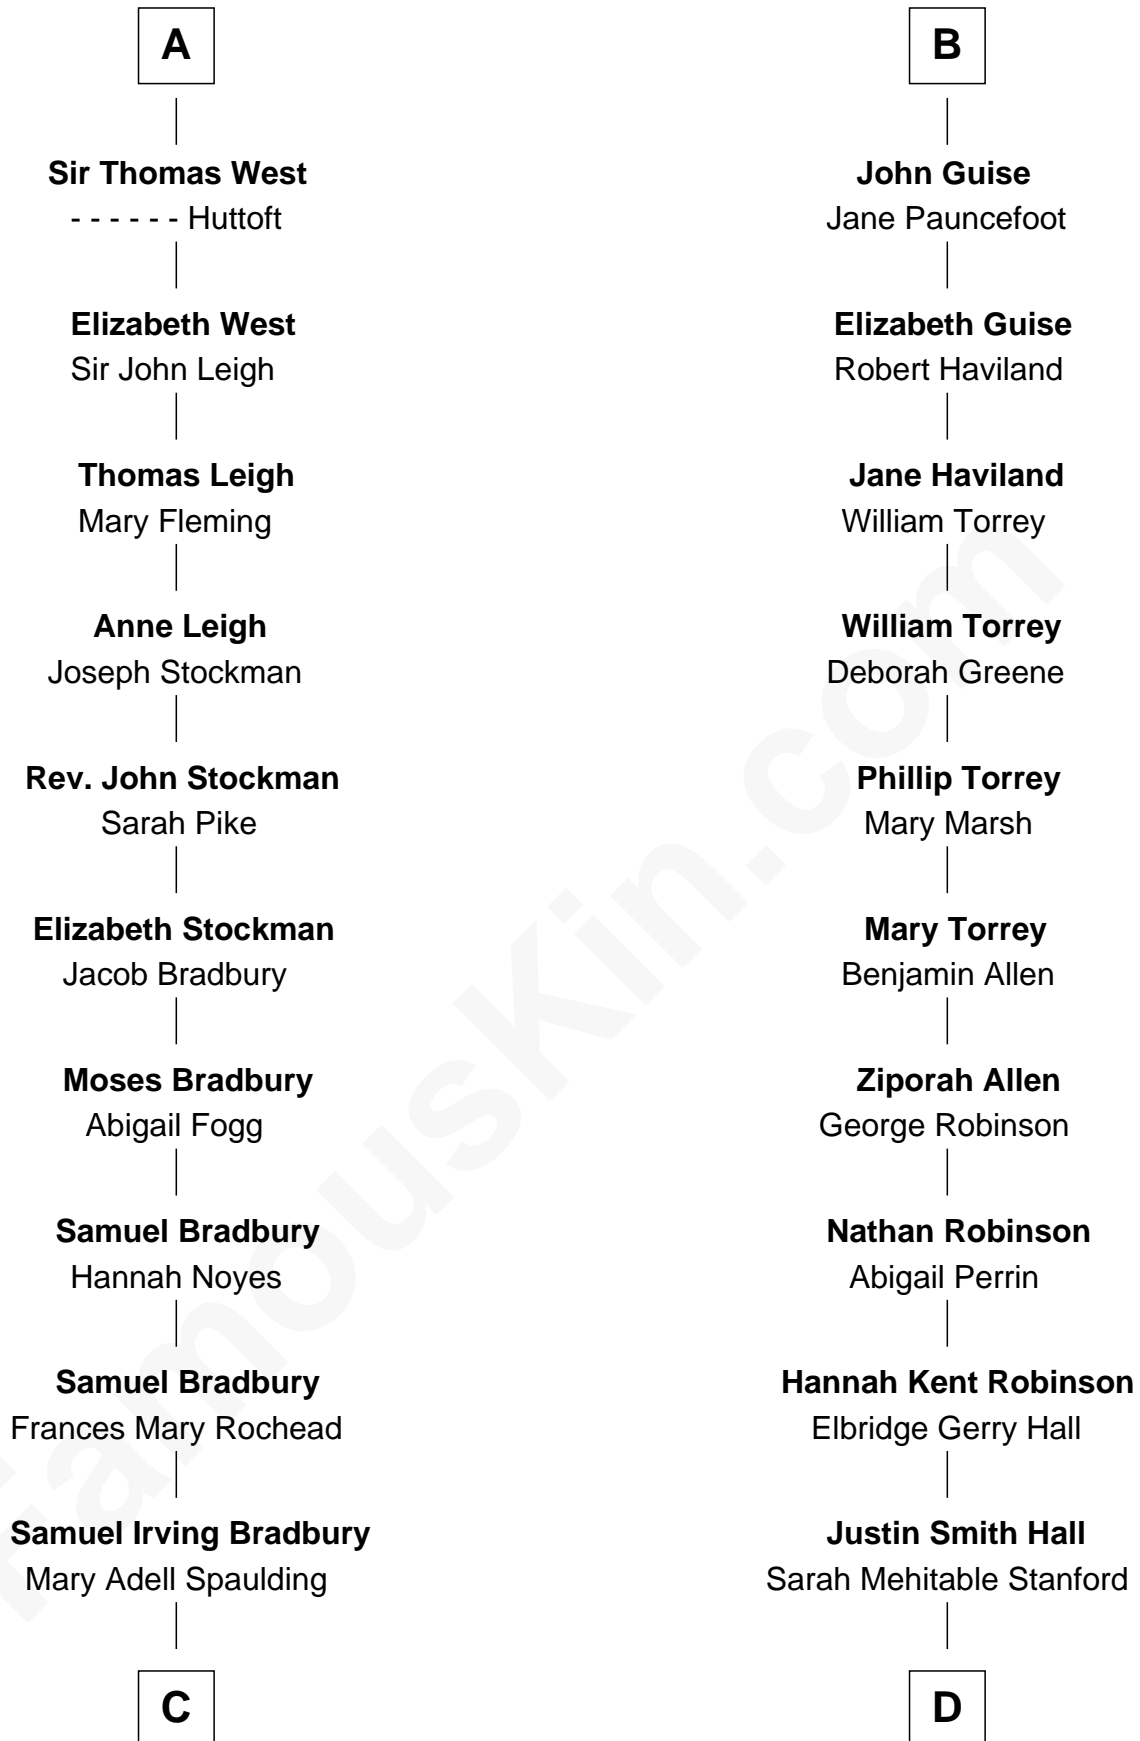 A
Sir Thomas West
- - - - - - Huttoft
Elizabeth West
Sir John Leigh
Thomas Leigh
Mary Fleming
Anne Leigh
Joseph Stockman
Rev. John Stockman
Sarah Pike
Elizabeth Stockman
Jacob Bradbury
Moses Bradbury
Abigail Fogg
Samuel Bradbury
Hannah Noyes
Samuel Bradbury
Frances Mary Rochead
Samuel Irving Bradbury
Mary Adell Spaulding
C
B
John Guise
Jane Pauncefoot
Elizabeth Guise
Robert Haviland
Jane Haviland
William Torrey
William Torrey
Deborah Greene
Phillip Torrey
Mary Marsh
Mary Torrey
Benjamin Allen
Ziporah Allen
George Robinson
Nathan Robinson
Abigail Perrin
Hannah Kent Robinson
Elbridge Gerry Hall
Justin Smith Hall
Sarah Mehitable Stanford
D
FamousKin.com